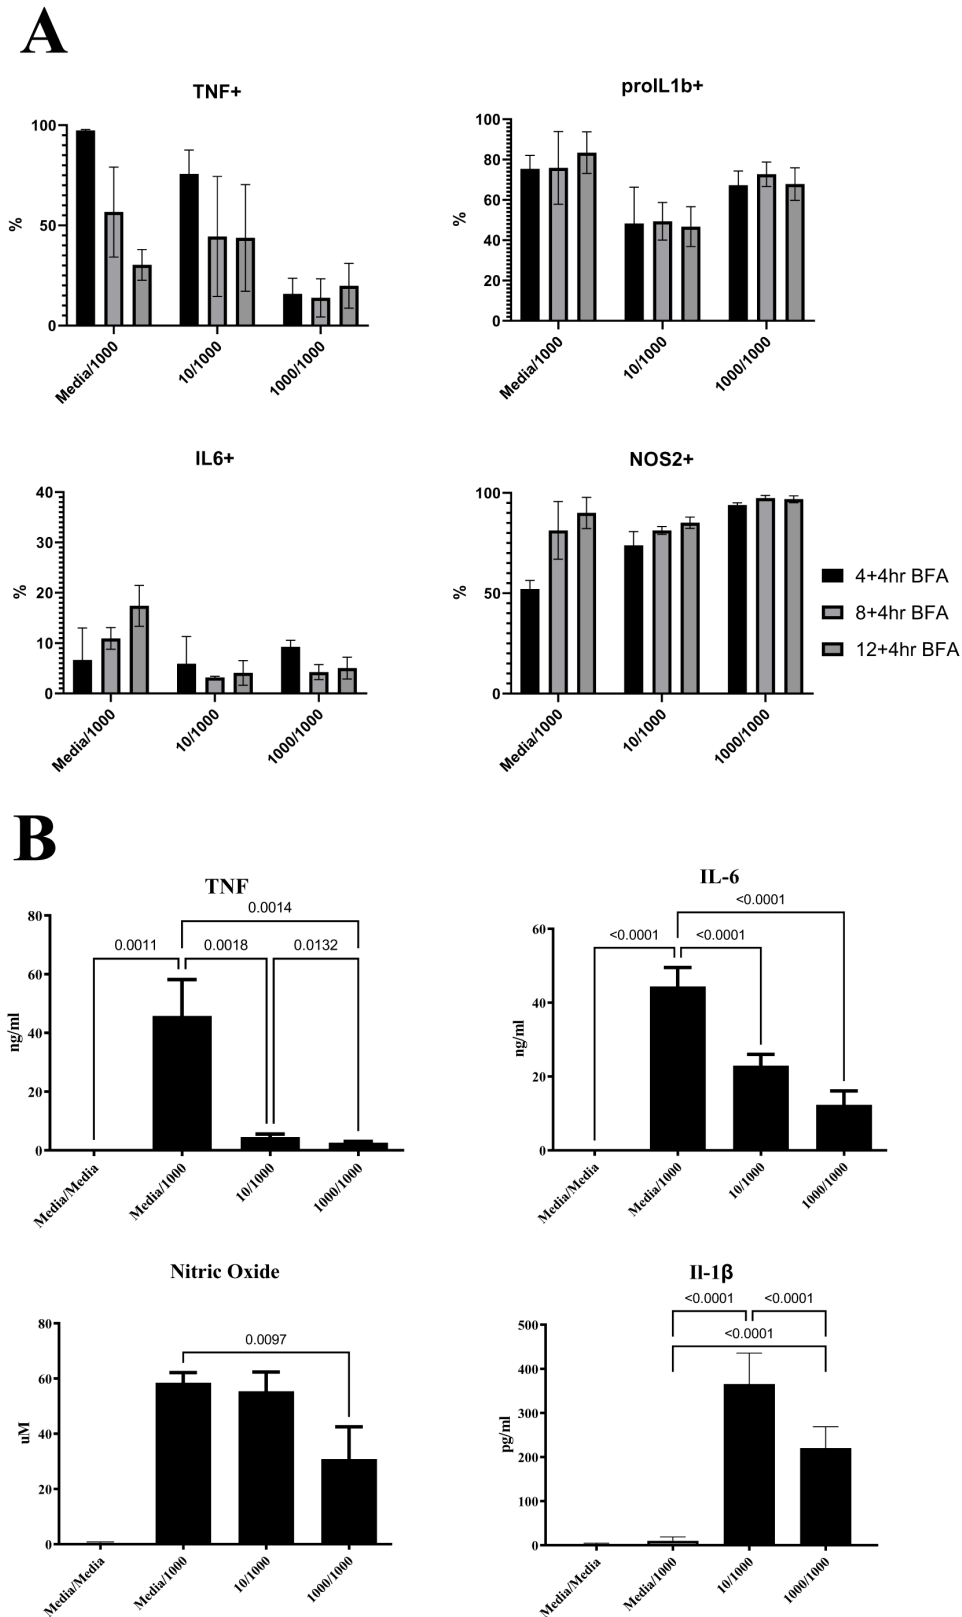 A
TNF+
proIL1b+
100
50
0
%
Media/1000
10/1000
1000/1000
100
80
60
40
20
0
%
Media/1000
10/1000
1000/1000
IL6+
NOS2+
40
30
20
10
0
%
Media/1000
10/1000
1000/1000
100
50
0
%
Media/1000
10/1000
1000/1000
4+4hr BFA
8+4hr BFA
12+4hr BFA
B
TNF
IL-6
0.0014
0.0011
0.0018
0.0132
80
60
40
20
0
ng/ml
Media/Media
Media/1000
10/1000
1000/1000
<0.0001
<0.0001
<0.0001
60
40
20
0
ng/ml
Media/Media
Media/1000
10/1000
1000/1000
Nitric Oxide
Il-1β
0.0097
80
60
40
20
0
uM
Media/Media
Media/1000
10/1000
1000/1000
<0.0001
<0.0001
<0.0001
500
400
300
200
100
0
pg/ml
Media/Media
Media/1000
10/1000
1000/1000